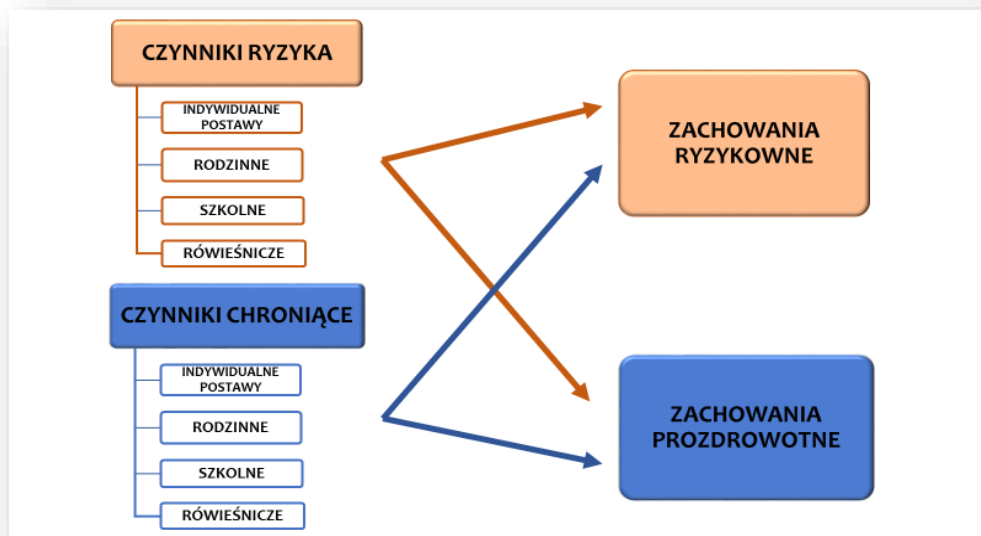 CZYNNIKI RYZYKA
INDYWIDUALNE
POSTAWY
RODZINNE
SZKOLNE
RÓWIEŚNICZE
CZYNNIKI CHRONIĄCE
INDYWIDUALNE
POSTAWY
RODZINNE
SZKOLNE
RÓWIEŚNICZE
ZACHOWANIA
RYZYKOWNE
ZACHOWANIA
PROZDROWOTNE